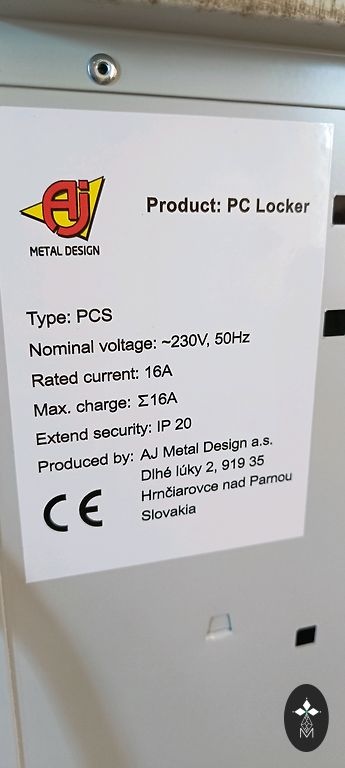 Aj
METAL DESIGN
Product: PC Locker
Type: PCS
Nominal voltage: ~230V, 50Hz
Rated current: 16A
Max. charge: Σ16A
Extend security: IP 20
Produced by: AJ Metal Design a.s.
Dlhé lúky 2, 919 35
Hrnčiarovce nad Parnou
Slovakia
CE
M